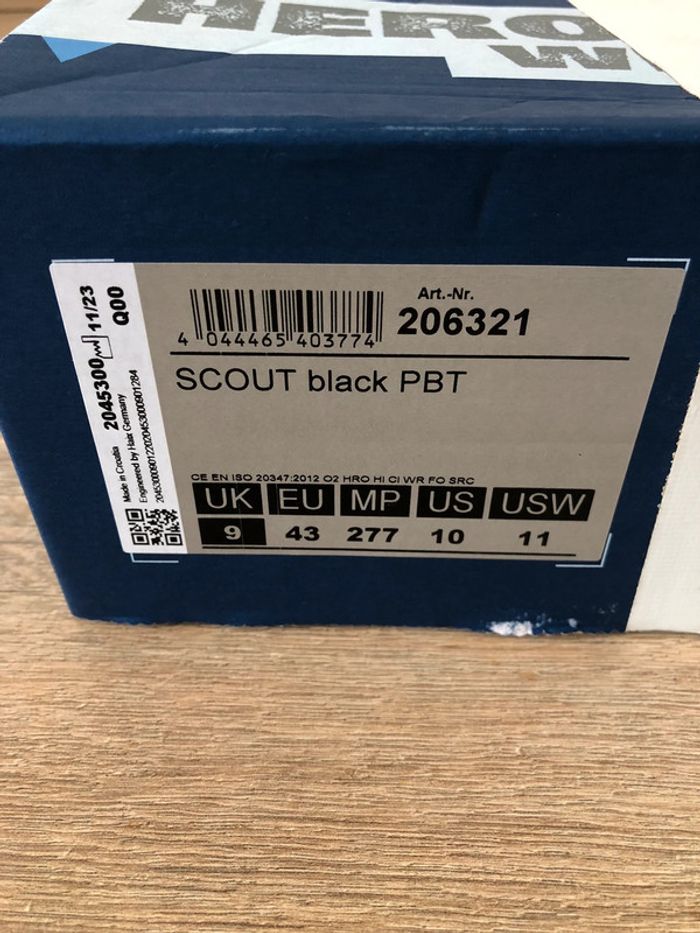 HERO
W
Art.-Nr.
206321
4 044465 403774
SCOUT black PBT
CE EN ISO 20347:2012 O2 HRO HI CI WR FO SRC
UK EU MP US USW
9 43 277 10 11
2045300 11/23
Q00
Made in Croatia
Engineered by Haix Germany